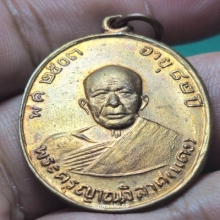 พ.ศ. ๒๕๐๓
อายุ ๘๒ ปี
พระครูญาณวิลาศ (แดง)